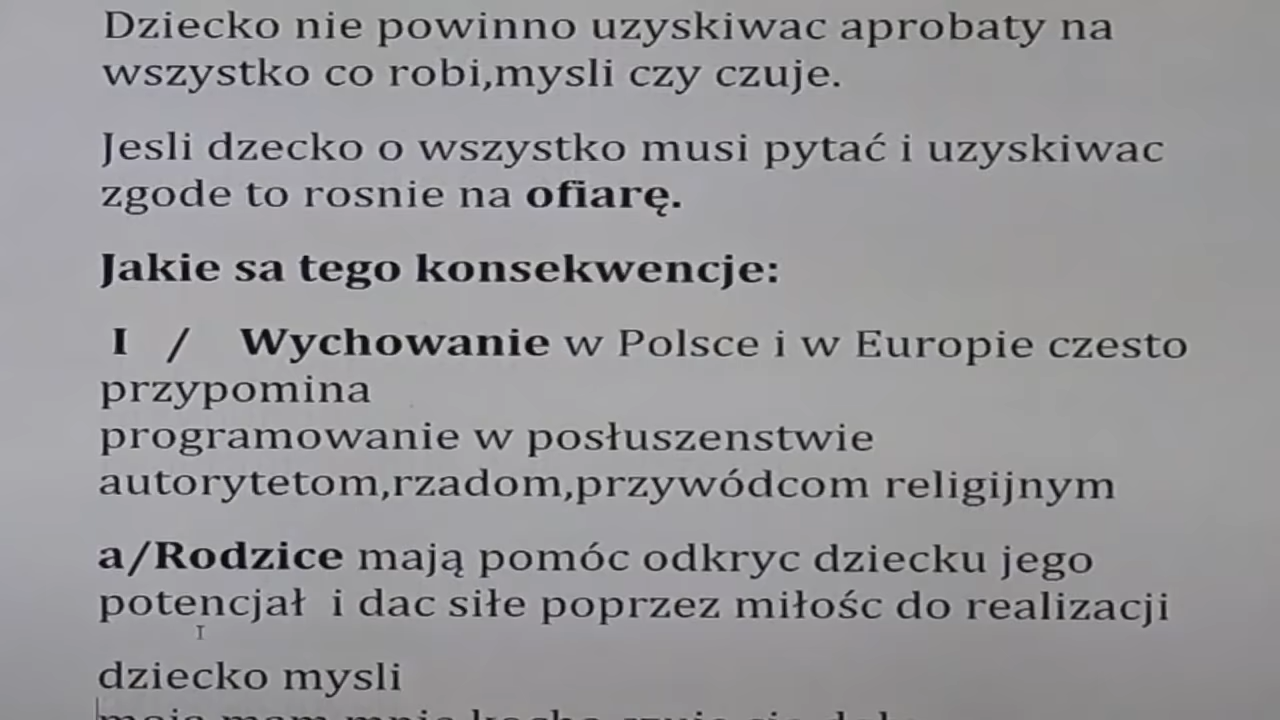 Dziecko nie powinno uzyskiwac aprobaty na
wszystko co robi,mysli czy czuje.
Jesli dzecko o wszystko musi pytać i uzyskiwac
zgode to rosnie na ofiarę.
Jakie sa tego konsekwencje:
I / Wychowanie w Polsce i w Europie czesto
przypomina
programowanie w posłuszenstwie
autorytetom,rzadom,przywódcom religijnym
a/Rodzice mają pomóc odkryc dziecku jego
potencjał i dac siłe poprzez miłośc do realizacji
dziecko mysli